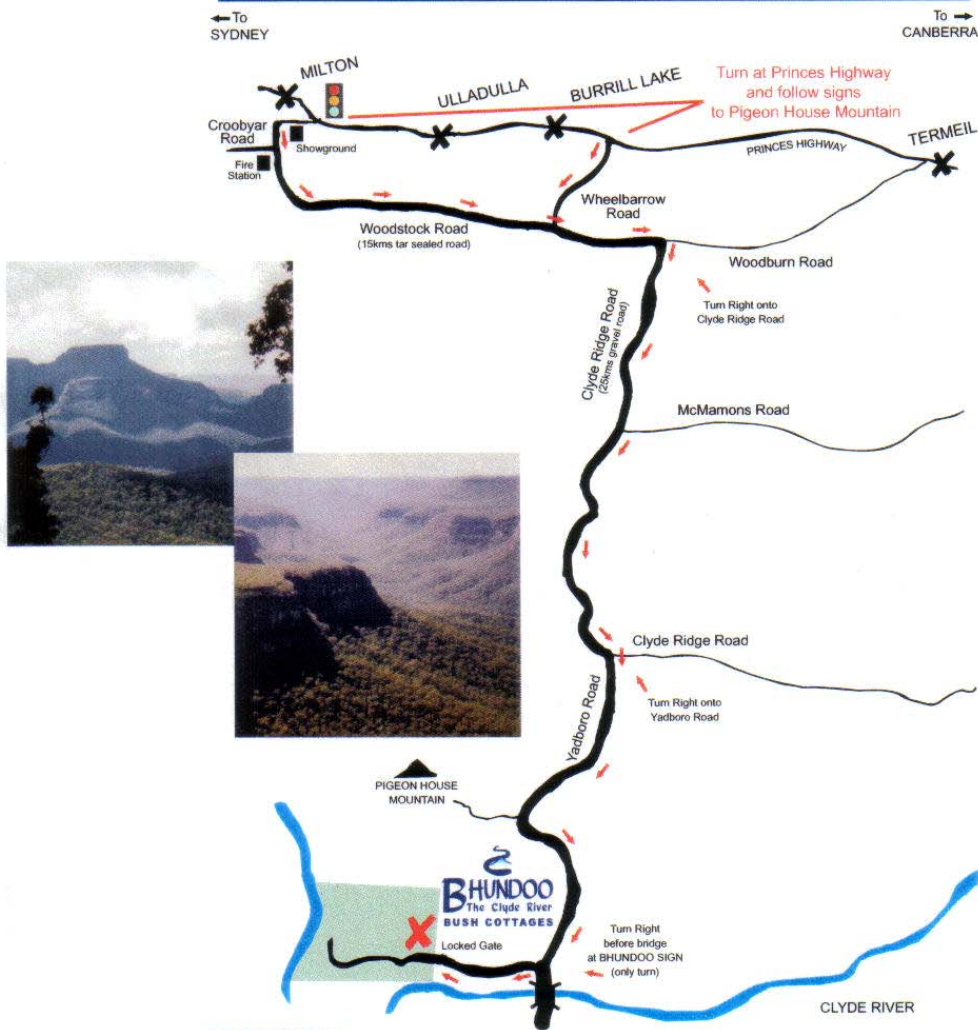 To
SYDNEY
To
CANBERRA
MILTON
ULLADULLA
BURRILL LAKE
Turn at Princes Highway
and follow signs
to Pigeon House Mountain
Croobyar
Road
Showground
Fire
Station
PRINCES HIGHWAY
TERMEIL
Wheelbarrow
Road
Woodstock Road
(15kms tar sealed road)
Woodburn Road
Turn Right onto
Clyde Ridge Road
Clyde Ridge Road
(25kms gravel road)
McMamons Road
Clyde Ridge Road
Turn Right onto
Yadboro Road
Yadboro Road
PIGEON HOUSE
MOUNTAIN
BHUNDOO
The Clyde River
BUSH COTTAGES
Locked Gate
Turn Right
before bridge
at BHUNDOO SIGN
(only turn)
CLYDE RIVER